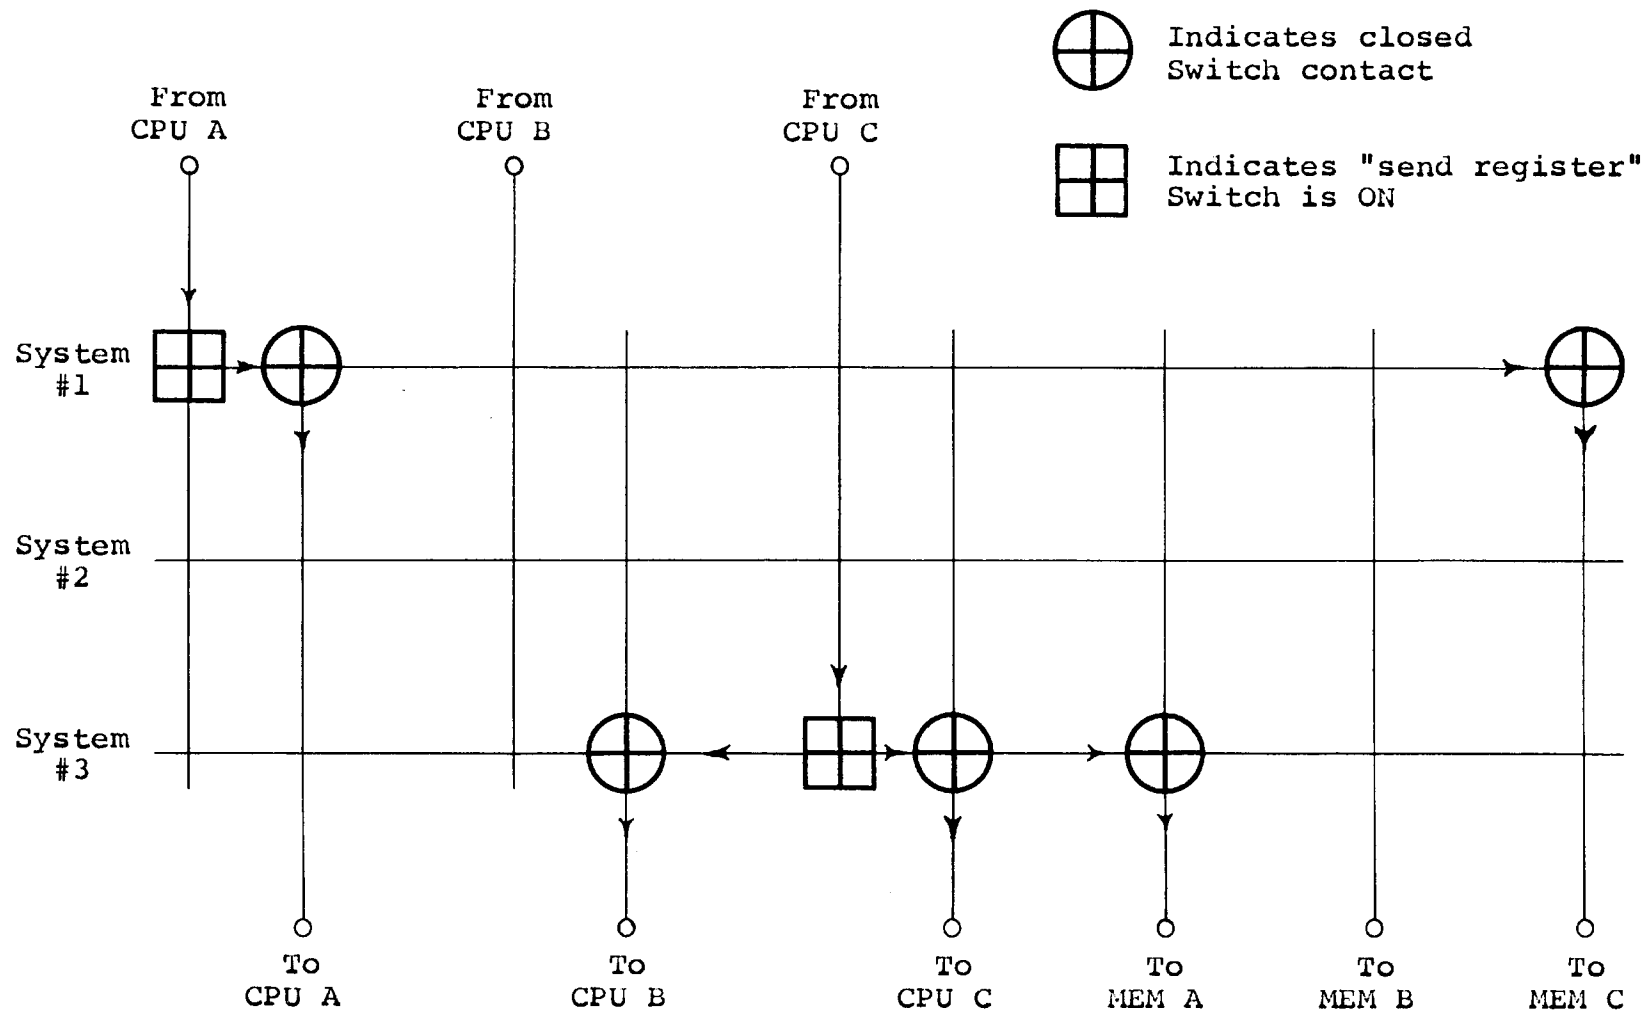 Indicates closed
Switch contact
From
CPU A
From
CPU B
From
CPU C
Indicates "send register"
Switch is ON
System
#1
System
#2
System
#3
To
CPU A
To
CPU B
To
CPU C
To
MEM A
To
MEM B
To
MEM C